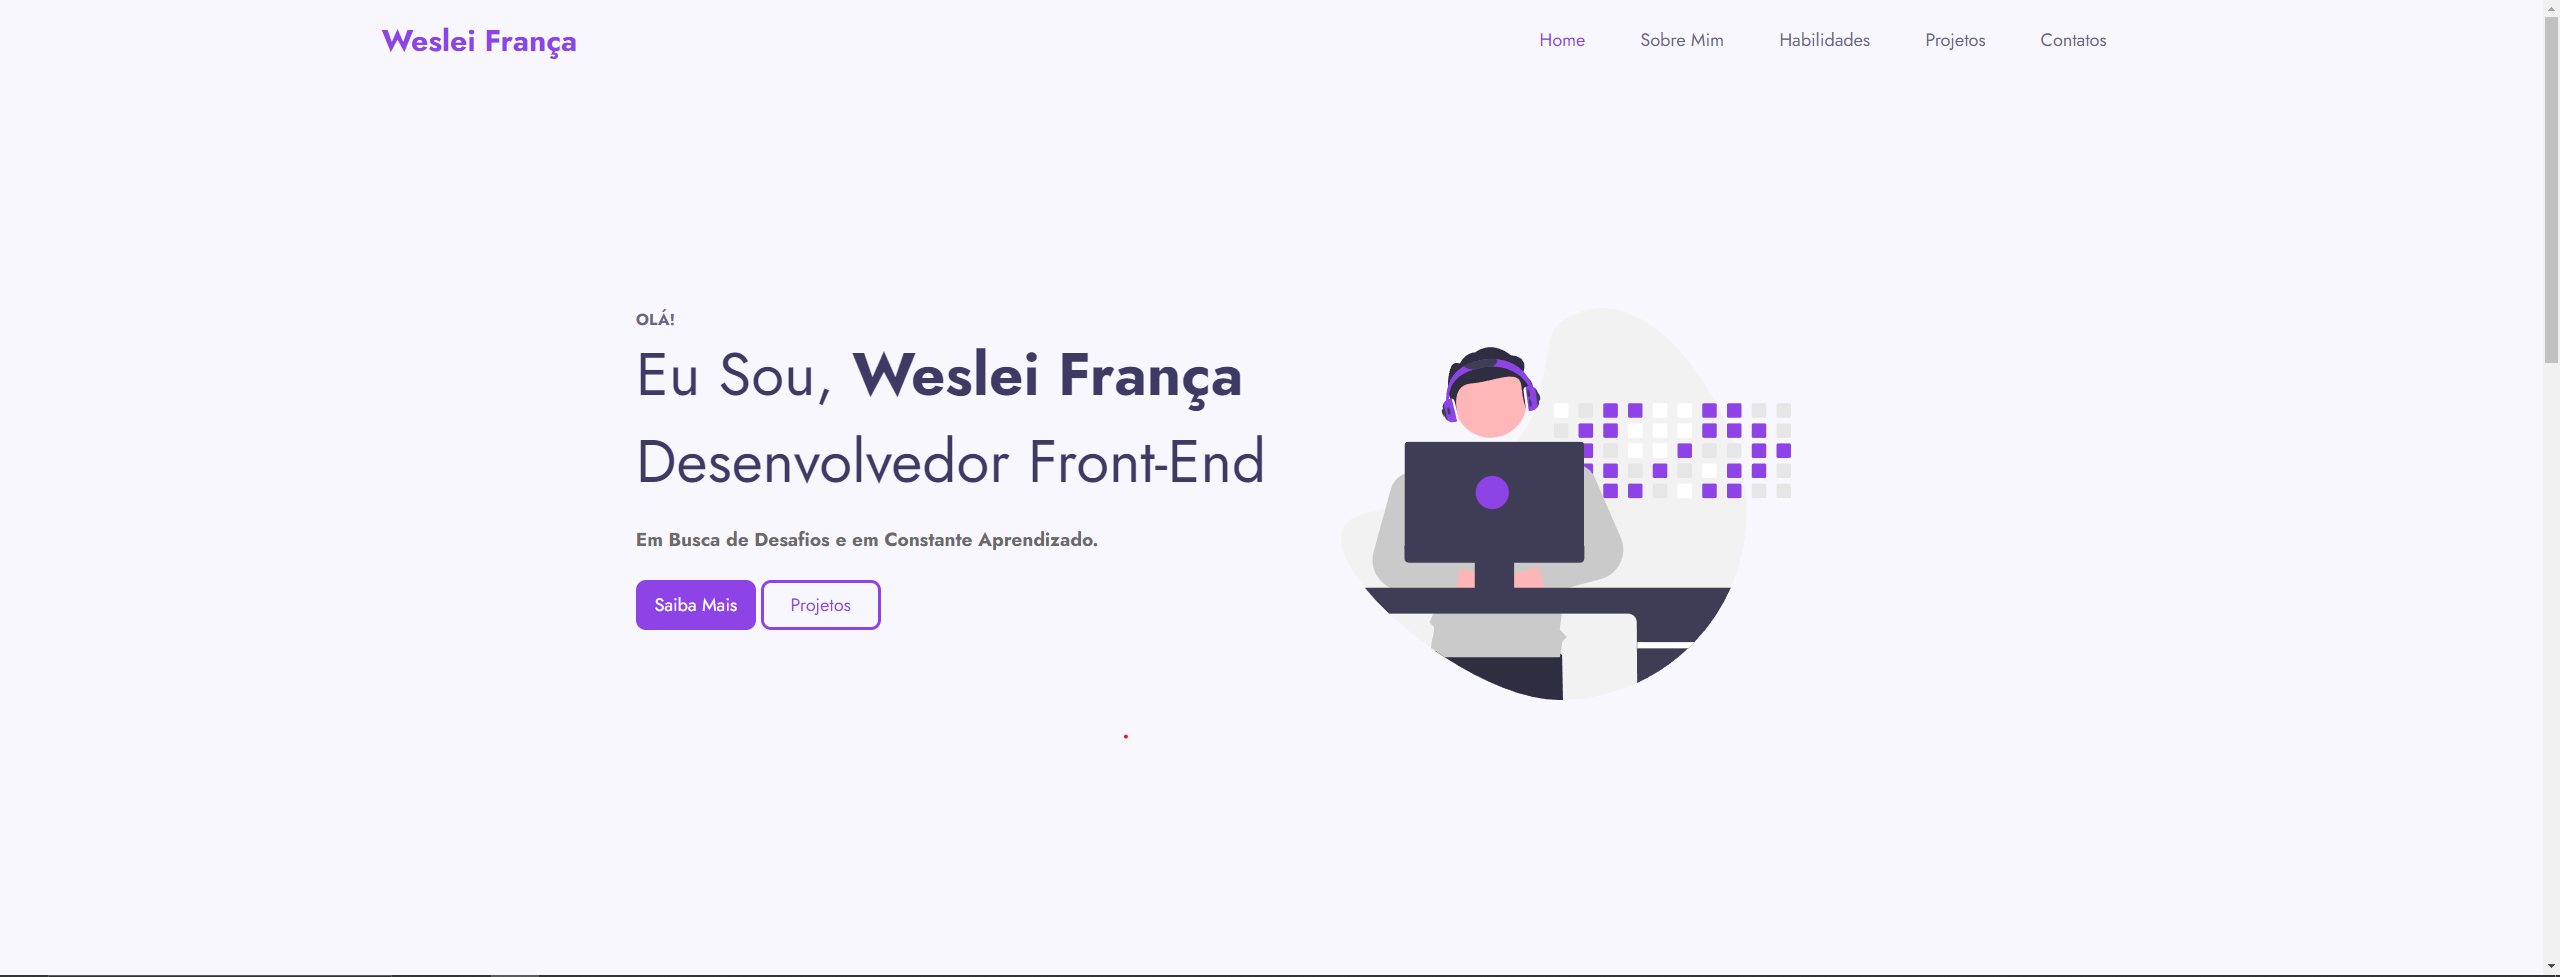 Weslei França
Home Sobre Mim Habilidades Projetos Contatos
OLÁ!
Eu Sou, Weslei França
Desenvolvedor Front-End
Em Busca de Desafios e em Constante Aprendizado.
Saiba Mais Projetos